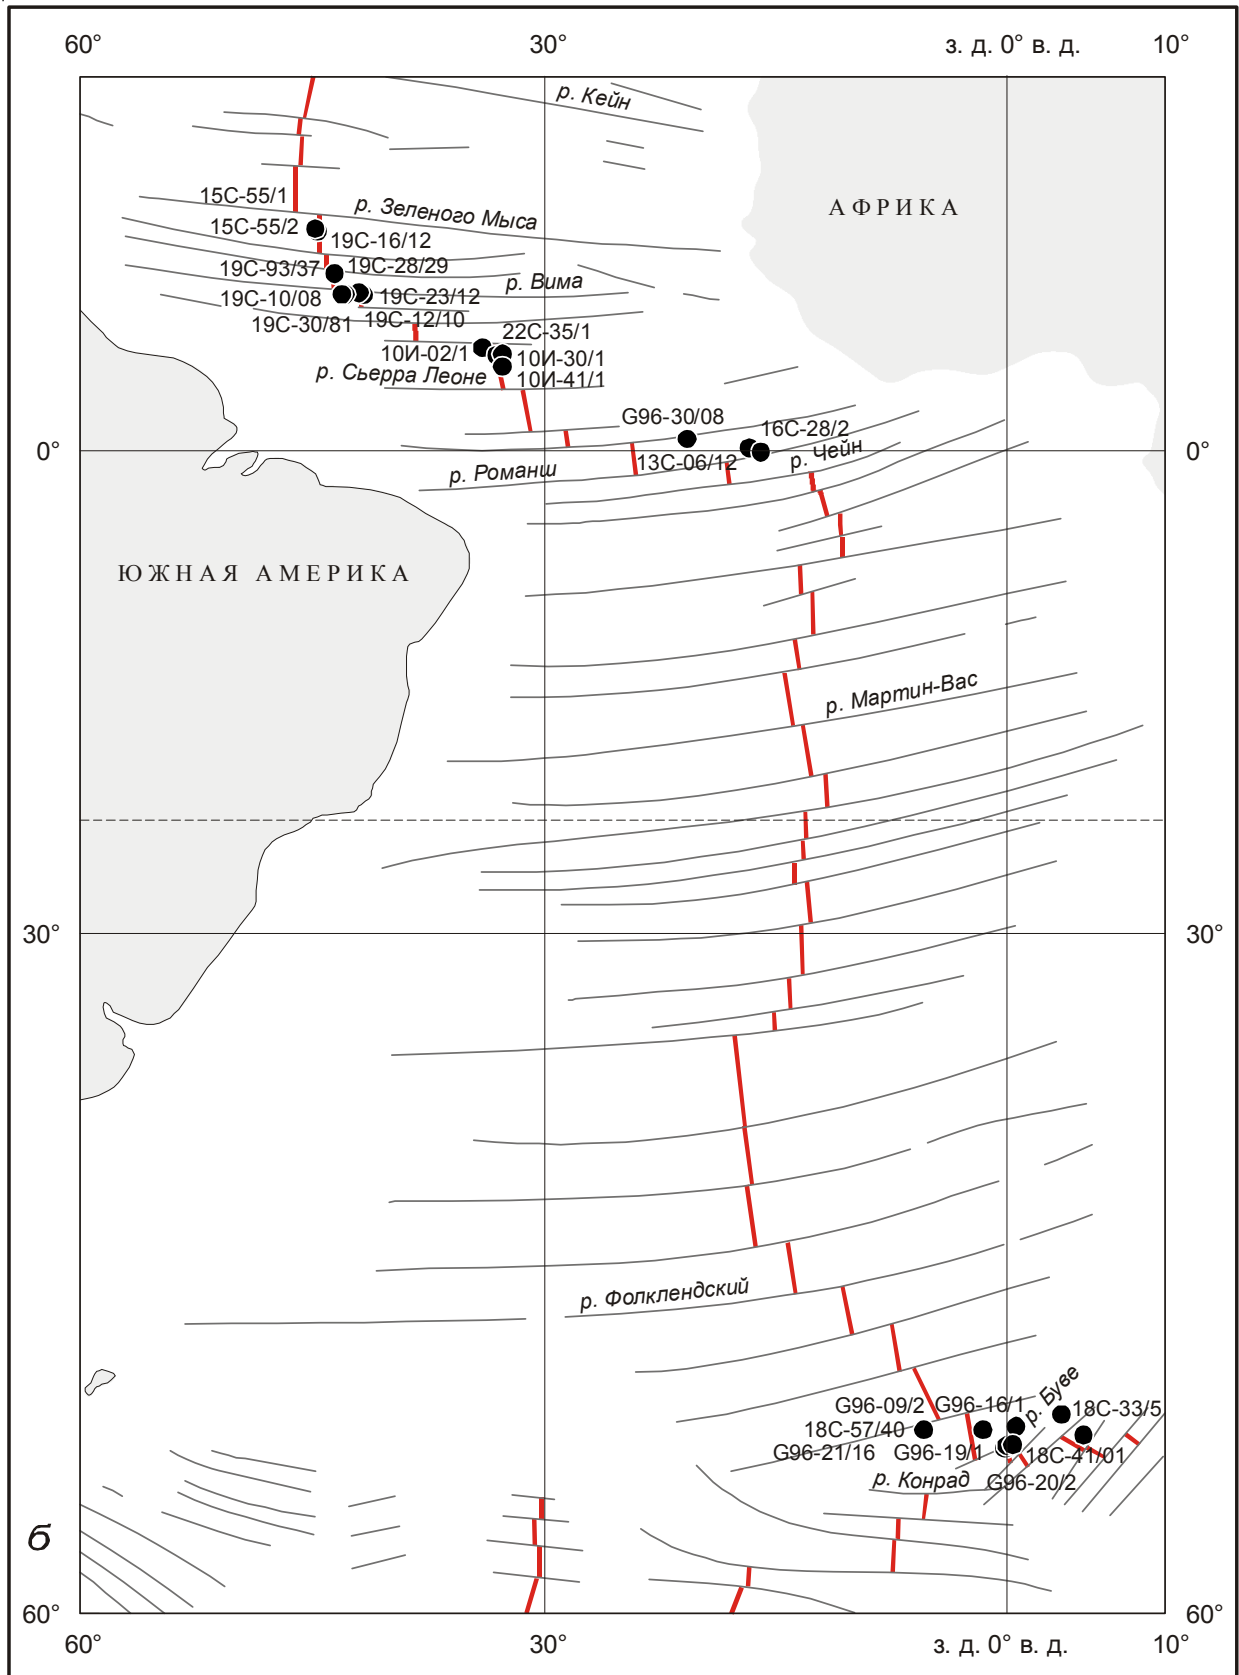 60° 30° з. д. 0° в. д. 10°
р. Кейн
АФРИКА
15С-55/1
р. Зеленого Мыса
15С-55/2
19С-16/12
19С-93/37 19С-28/29
р. Вима
19С-10/08 19С-23/12
19С-30/81 19С-12/10
22С-35/1
10И-02/1 10И-30/1
р. Сьерра Леоне 10И-41/1
G96-30/08
16С-28/2
0° 0°
13С-06/12 р. Чейн
р. Романш
ЮЖНАЯ АМЕРИКА
р. Мартин-Вас
30° 30°
р. Фолклендский
р. Буве
G96-09/2 G96-16/1 18С-33/5
18С-57/40
G96-21/16 G96-19/1 18С-41/01
р. Конрад G96-20/2
б
60° 60°
60° 30° з. д. 0° в. д. 10°